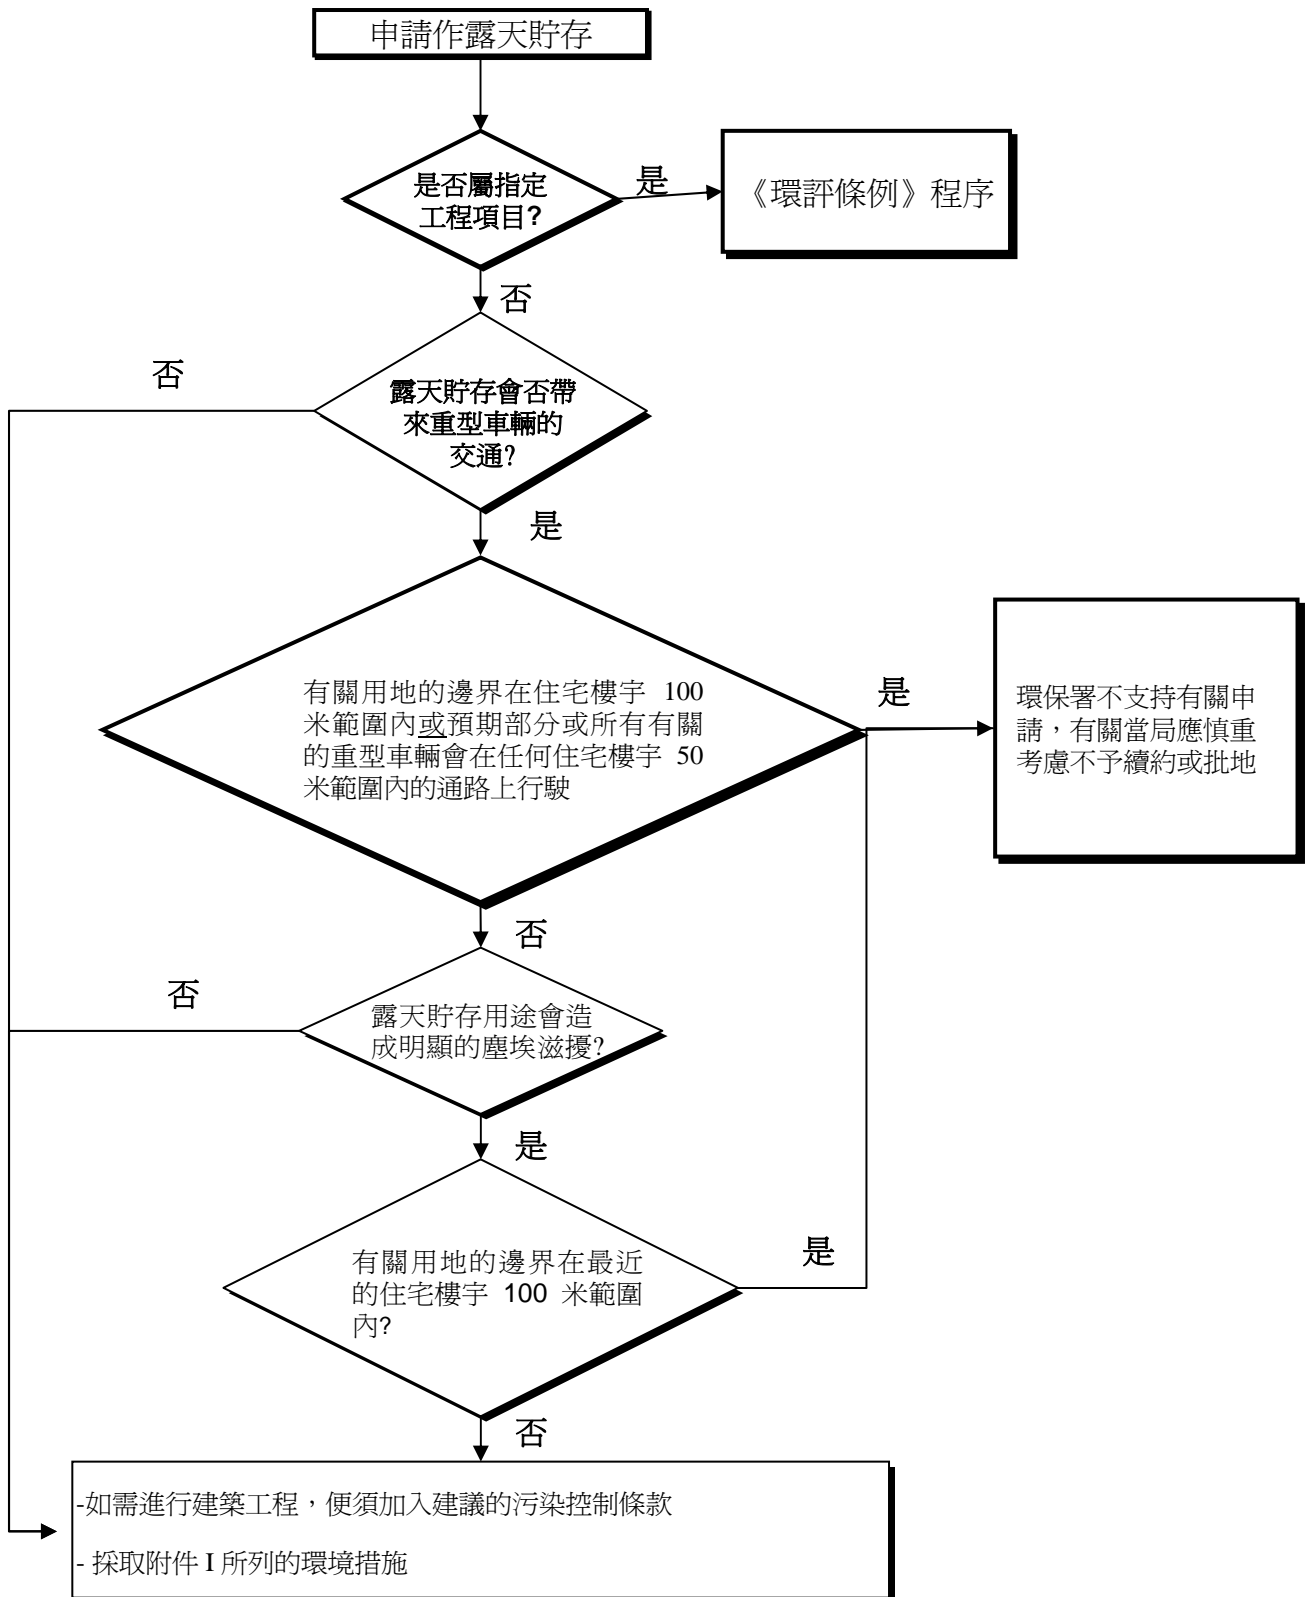 申請作露天貯存
是否屬指定
工程項目?
是
《環評條例》程序
否
否
露天貯存會否帶
來重型車輛的
交通?
是
有關用地的邊界在住宅樓宇 100
米範圍內或預期部分或所有有關
的重型車輛會在任何住宅樓宇 50
米範圍內的通路上行駛
是
環保署不支持有關申
請，有關當局應慎重
考慮不予續約或批地
否
否
露天貯存用途會造
成明顯的塵埃滋擾?
是
有關用地的邊界在最近
的住宅樓宇 100 米範圍
內?
是
否
-如需進行建築工程，便須加入建議的污染控制條款
- 採取附件 I 所列的環境措施